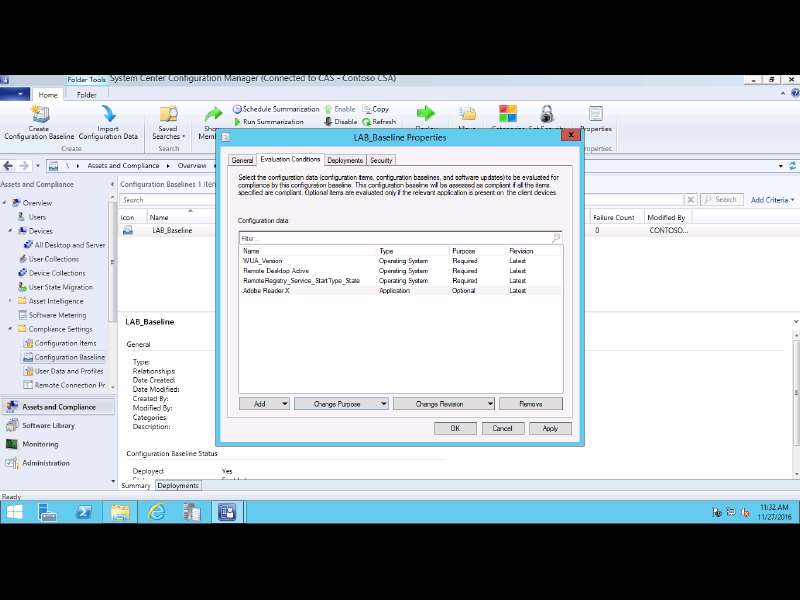 Folder Tools System Center Configuration Manager (Connected to CAS - Contoso CSA)
Home Folder
Create Configuration Baseline
Import Configuration Data
Saved Searches
Schedule Summarization Enable Copy
Run Summarization Disable Refresh
Properties
Create Search
Assets and Compliance Overview
Assets and Compliance
Overview
Users
Devices
All Desktop and Server
User Collections
Device Collections
User State Migration
Asset Intelligence
Software Metering
Compliance Settings
Configuration Items
Configuration Baseline
User Data and Profiles
Remote Connection Pr
Assets and Compliance
Software Library
Monitoring
Administration
Configuration Baselines 1 item
Search
Search Add Criteria
Icon Name Failure Count Modified By
LAB_Baseline 0 CONTOSO...
LAB_Baseline Properties
General Evaluation Conditions Deployments Security
Select the configuration data (configuration items, configuration baselines, and software updates) to be evaluated for
compliance by this configuration baseline. This configuration baseline will be assessed as compliant if all the items
specified are compliant. Optional items are evaluated only if the relevant application is present on the client devices.
Configuration data:
Filter...
Name Type Purpose Revision
WUA_Version Operating System Required Latest
Remote Desktop Active Operating System Required Latest
RemoteRegistry_Service_StartType_State Operating System Required Latest
Adobe Reader X Application Optional Latest
Add Change Purpose Change Revision Remove
OK Cancel Apply
LAB_Baseline
General
Type:
Relationships:
Date Created:
Date Modified:
Created By:
Modified By:
Categories:
Description:
Configuration Baseline Status
Deployed Yes
Summary Deployments
Ready
11:32 AM
11/27/2016